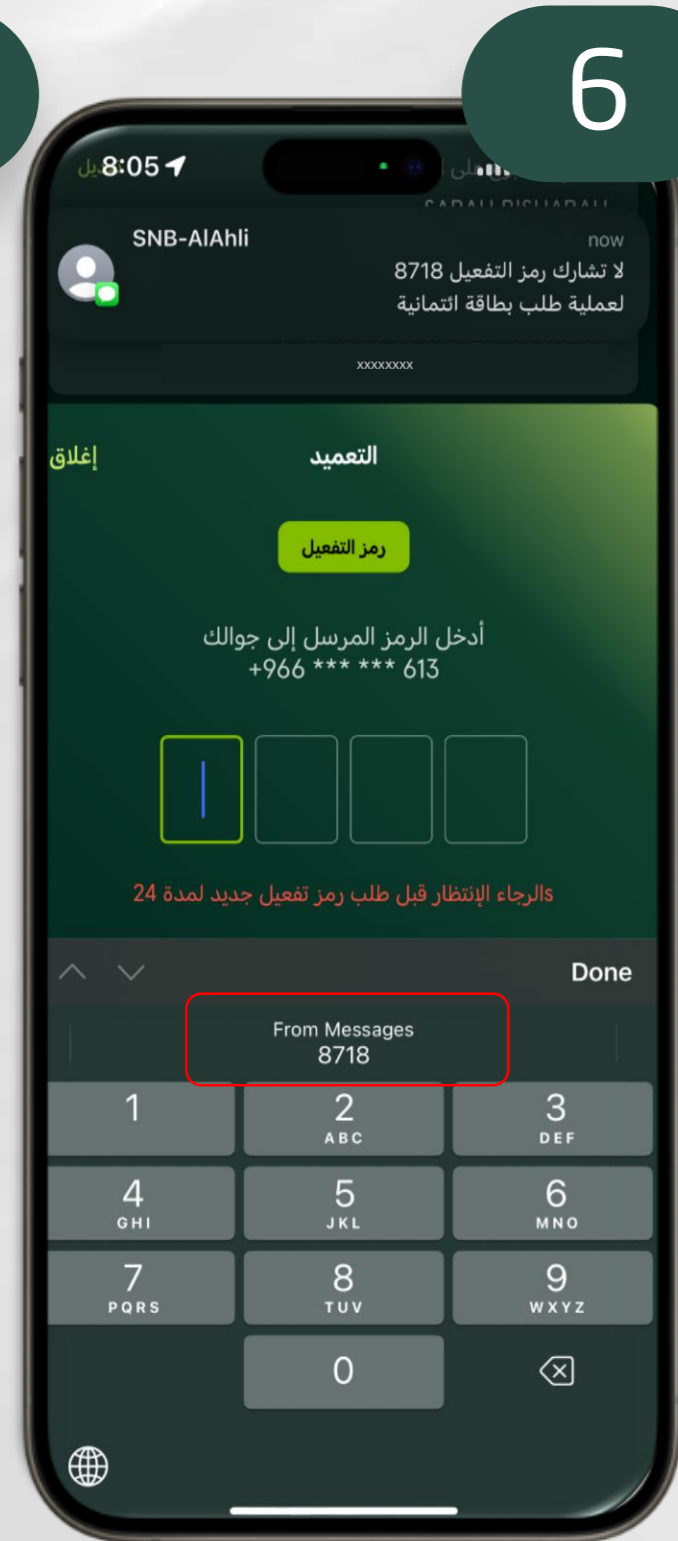 6
8:05
SNB-AlAhli
now
لا تشارك رمز التفعيل 8718
لعملية طلب بطاقة ائتمانية
xxxxxxxx
إغلاق
التعميد
رمز التفعيل
أدخل الرمز المرسل إلى جوالك
+966 *** *** 613
الرجاء الإنتظار قبل طلب رمز تفعيل جديد لمدة 24s
Done
From Messages
8718
1
2
ABC
3
DEF
4
GHI
5
JKL
6
MNO
7
PQRS
8
TUV
9
WXYZ
0